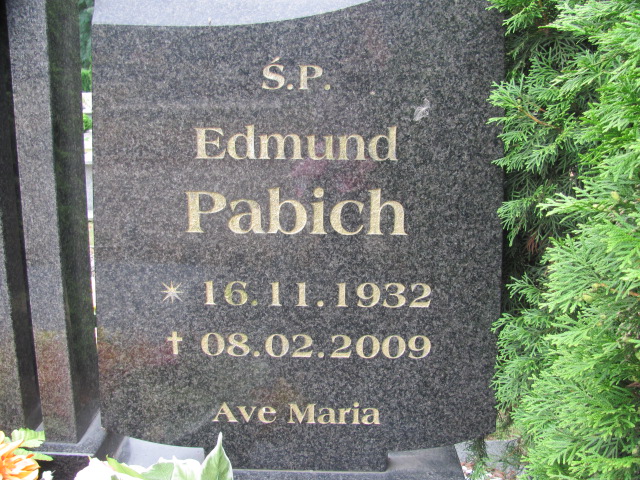 Ś.P.
Edmund
Pabich
* 16.11.1932
† 08.02.2009
Ave Maria